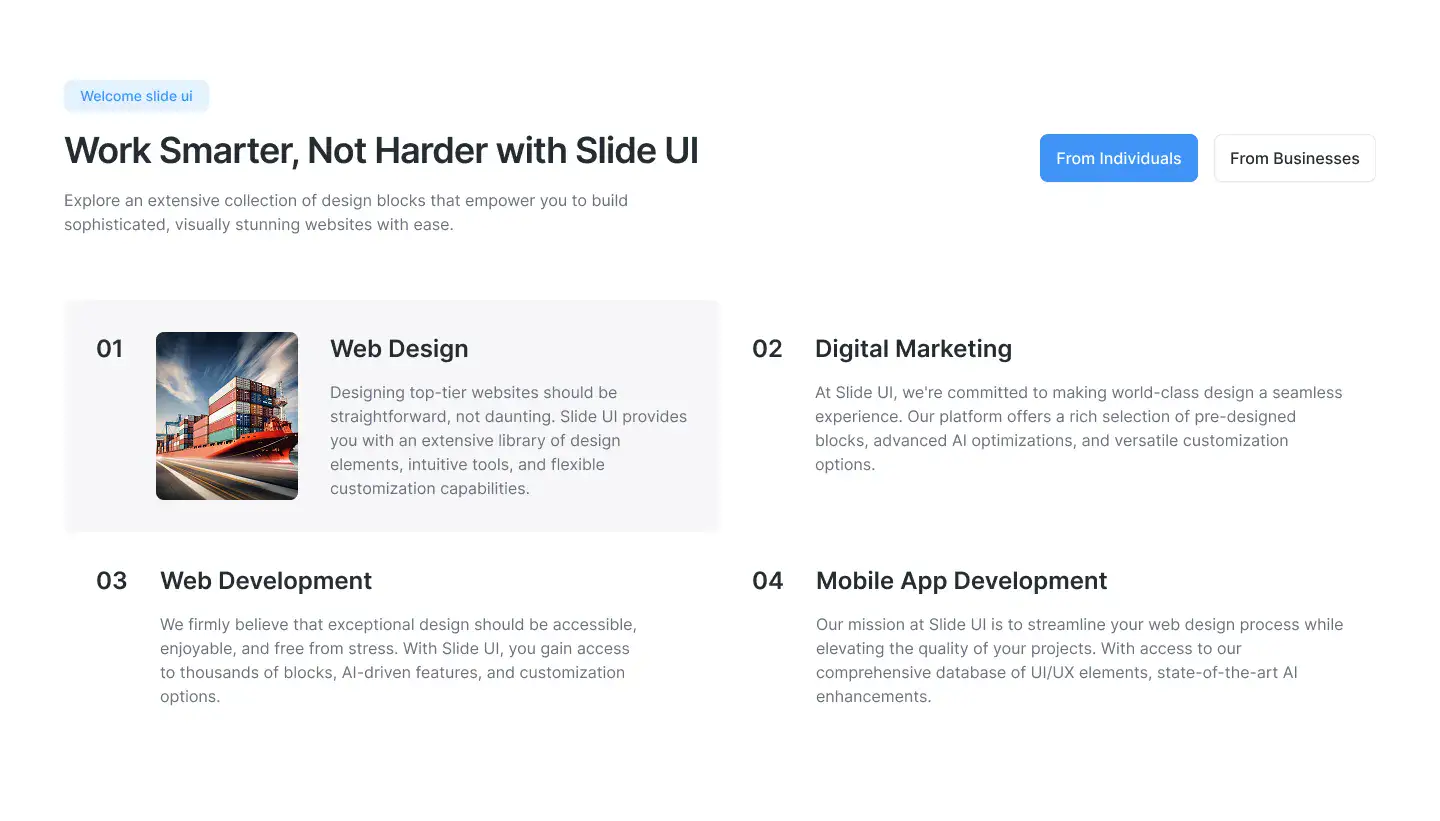 Welcome slide ui
Work Smarter, Not Harder with Slide UI
Explore an extensive collection of design blocks that empower you to build
sophisticated, visually stunning websites with ease.
From Individuals
From Businesses
01
Web Design
Designing top-tier websites should be
straightforward, not daunting. Slide UI provides
you with an extensive library of design
elements, intuitive tools, and flexible
customization capabilities.
02
Digital Marketing
At Slide UI, we're committed to making world-class design a seamless
experience. Our platform offers a rich selection of pre-designed
blocks, advanced AI optimizations, and versatile customization
options.
03
Web Development
We firmly believe that exceptional design should be accessible,
enjoyable, and free from stress. With Slide UI, you gain access
to thousands of blocks, AI-driven features, and customization
options.
04
Mobile App Development
Our mission at Slide UI is to streamline your web design process while
elevating the quality of your projects. With access to our
comprehensive database of UI/UX elements, state-of-the-art AI
enhancements.